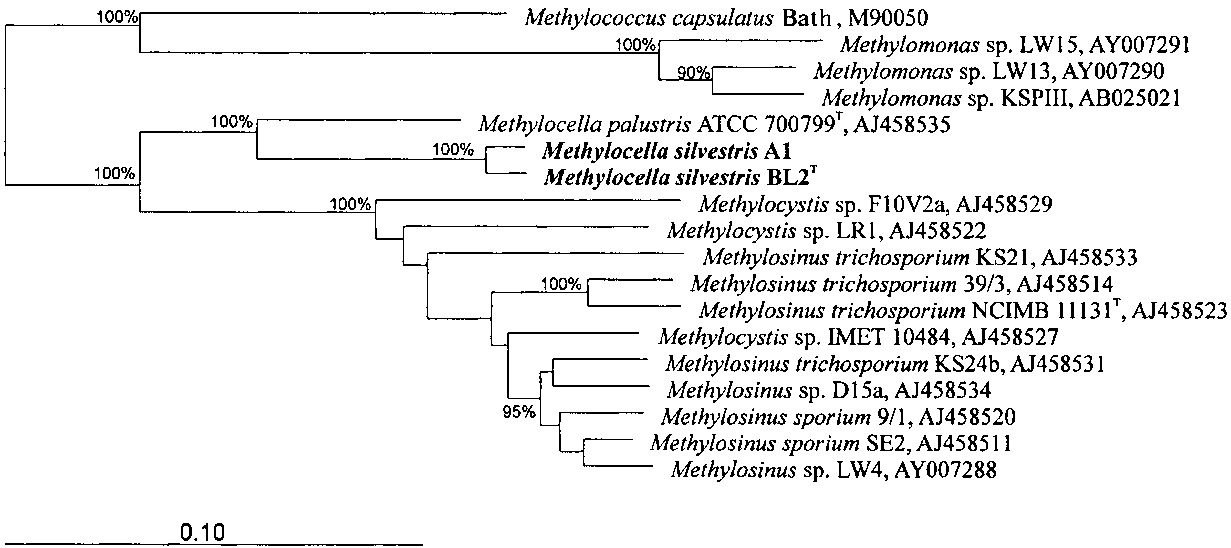 100% Methylococcus capsulatus Bath, M90050
100% Methylomonas sp. LW15, AY007291
90% Methylomonas sp. LW13, AY007290
Methylomonas sp. KSPIII, AB025021
100% Methylocella palustris ATCC 700799ᵀ, AJ458535
100% Methylocella silvestris A1
100% Methylocella silvestris BL2ᵀ
100% Methylocystis sp. F10V2a, AJ458529
Methylocystis sp. LR1, AJ458522
Methylosinus trichosporium KS21, AJ458533
100% Methylosinus trichosporium 39/3, AJ458514
Methylosinus trichosporium NCIMB 11131ᵀ, AJ458523
Methylocystis sp. IMET 10484, AJ458527
Methylosinus trichosporium KS24b, AJ458531
Methylosinus sp. D15a, AJ458534
95% Methylosinus sporium 9/1, AJ458520
Methylosinus sporium SE2, AJ458511
Methylosinus sp. LW4, AY007288
0.10